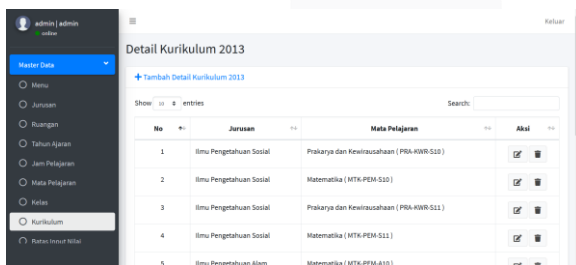 admin | admin
online
Keluar
Master Data
Menu
Jurusan
Ruangan
Tahun Ajaran
Jam Pelajaran
Mata Pelajaran
Kelas
Kurikulum
Batas Input Nilai
Detail Kurikulum 2013
Tambah Detail Kurikulum 2013
Show 10 entries
Search:
No Jurusan Mata Pelajaran Aksi
1 Ilmu Pengetahuan Sosial Prakarya dan Kewirausahaan ( PRA-KWR-S10 )
2 Ilmu Pengetahuan Sosial Matematika ( MTK-PEM-S10 )
3 Ilmu Pengetahuan Sosial Prakarya dan Kewirausahaan ( PRA-KWR-S11 )
4 Ilmu Pengetahuan Sosial Matematika ( MTK-PEM-S11 )
5 Ilmu Pengetahuan Alam Matematika ( MTK-PEM-A10 )